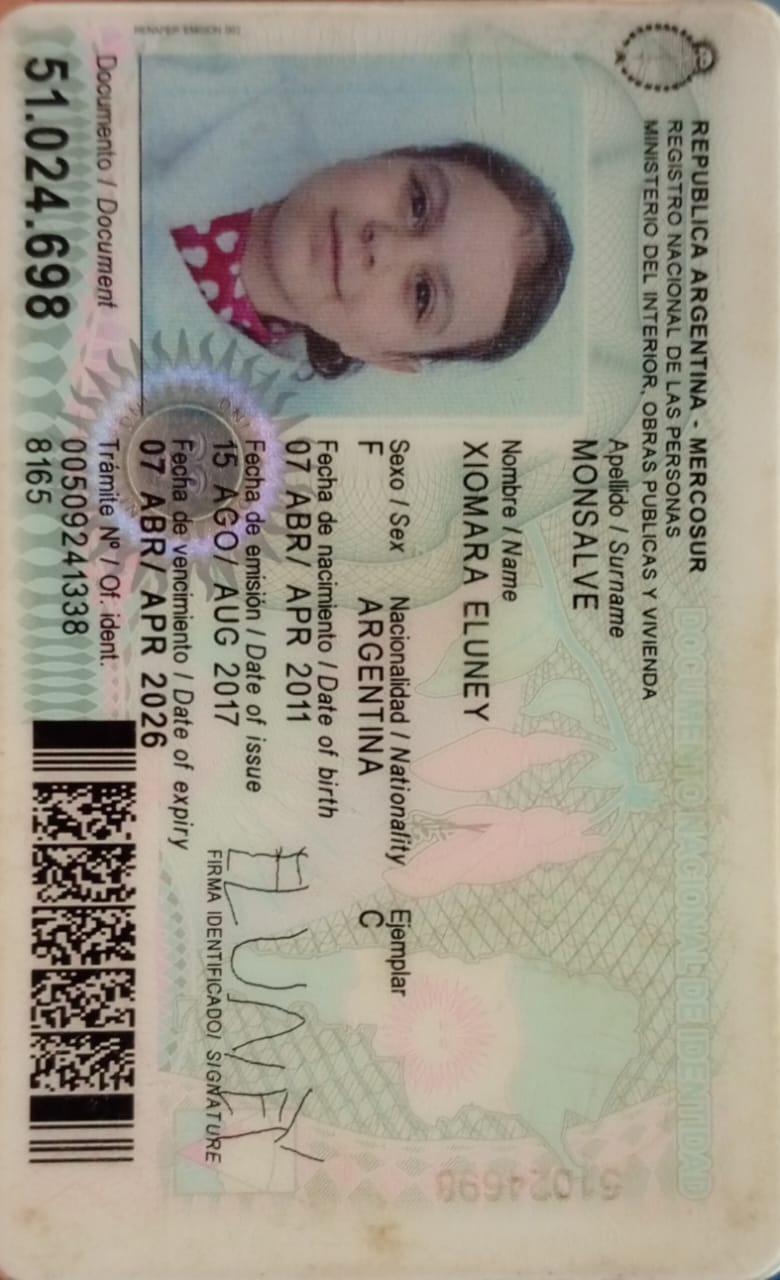 RENAPER EMISION 001
REPUBLICA ARGENTINA - MERCOSUR
REGISTRO NACIONAL DE LAS PERSONAS
MINISTERIO DEL INTERIOR, OBRAS PUBLICAS Y VIVIENDA
DOCUMENTO NACIONAL DE IDENTIDAD
Apellido / Surname
MONSALVE
Nombre / Name
XIOMARA ELUNEY
Sexo / Sex Nacionalidad / Nationality Ejemplar
F ARGENTINA C
Fecha de nacimiento / Date of birth
07 ABR/ APR 2011
Fecha de emisión / Date of issue
15 AGO/ AUG 2017
Fecha de vencimiento / Date of expiry
07 ABR/ APR 2026
ELUNEY
FIRMA IDENTIFICADO/ SIGNATURE
Documento / Document
51.024.698
Trámite Nº / Of. ident.
00509241338
8165
51024698